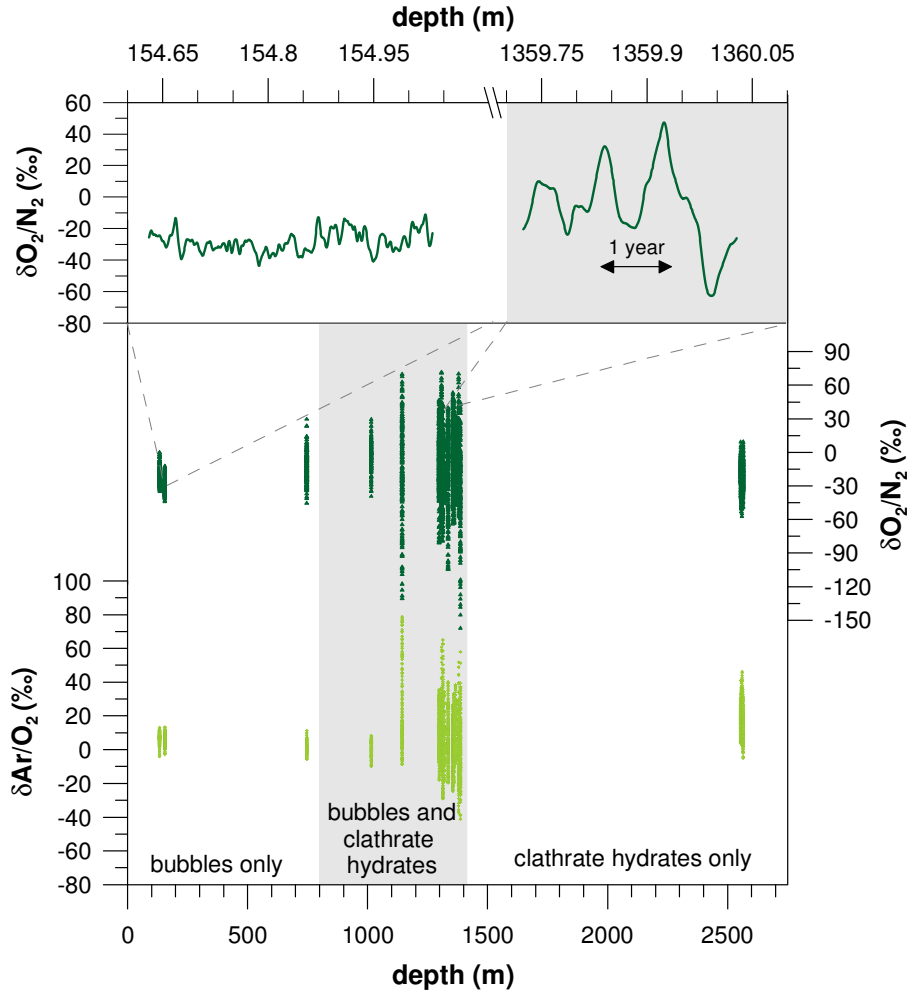 depth (m)
154.65 154.8 154.95 1359.75 1359.9 1360.05
60
40
20
0
-20
-40
-60
-80
δO2/N2 (‰)
1 year
90
60
30
0
-30
-60
-90
-120
-150
δO2/N2 (‰)
100
80
60
40
20
0
-20
-40
-60
-80
δAr/O2 (‰)
bubbles only
bubbles and
clathrate
hydrates
clathrate hydrates only
0 500 1000 1500 2000 2500
depth (m)